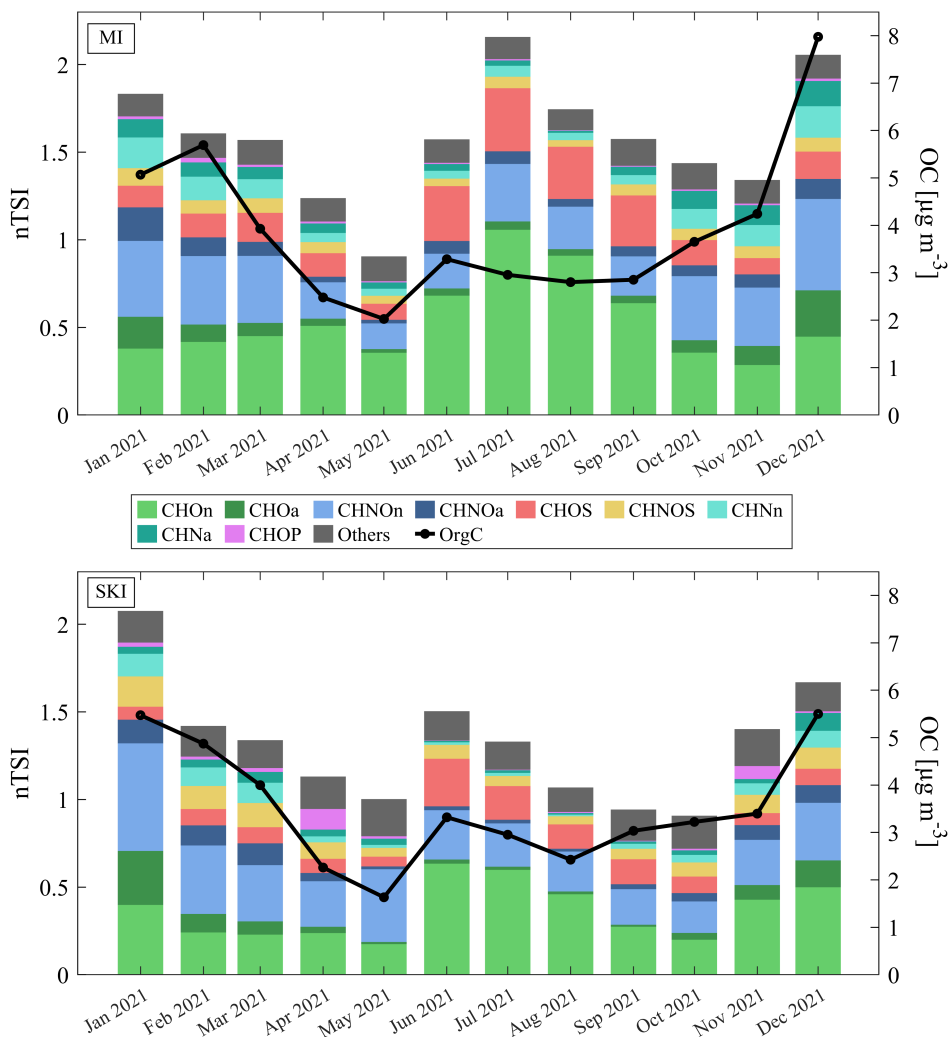 MI
nTSI
2
1.5
1
0.5
0
8
7
6
5
4
3
2
1
0
OC [µg m-3]
Jan 2021
Feb 2021
Mar 2021
Apr 2021
May 2021
Jun 2021
Jul 2021
Aug 2021
Sep 2021
Oct 2021
Nov 2021
Dec 2021
CHOn CHOa CHNOn CHNOa CHOS CHNOS CHNn
CHNa CHOP Others OrgC
SKI
nTSI
2
1.5
1
0.5
0
8
7
6
5
4
3
2
1
0
OC [µg m-3]
Jan 2021
Feb 2021
Mar 2021
Apr 2021
May 2021
Jun 2021
Jul 2021
Aug 2021
Sep 2021
Oct 2021
Nov 2021
Dec 2021